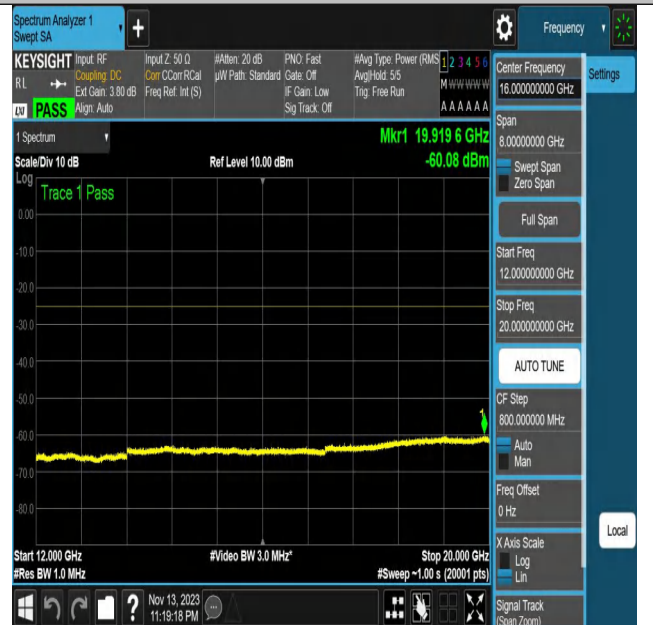 Spectrum Analyzer 1
Swept SA
+
Frequency
KEYSIGHT
RL
LXI PASS
Input: RF
Coupling: DC
Ext Gain: 3.80 dB
Align: Auto
Input Z: 50 Ω
Corr CCorr RCal
Freq Ref: Int (S)
#Atten: 20 dB
µW Path: Standard
PNO: Fast
Gate: Off
IF Gain: Low
Sig Track: Off
#Avg Type: Power (RMS
Avg|Hold: 5/5
Trig: Free Run
1 2 3 4 5 6
M W W W W W
A A A A A A
1 Spectrum
Scale/Div 10 dB
Log
Ref Level 10.00 dBm
Mkr1 19.919 6 GHz
-60.08 dBm
Trace 1 Pass
0.00
-10.0
-20.0
-30.0
-40.0
-50.0
-60.0
-70.0
-80.0
1
Start 12.000 GHz
#Res BW 1.0 MHz
#Video BW 3.0 MHz*
Stop 20.000 GHz
#Sweep ~1.00 s (20001 pts)
Nov 13, 2023
11:19:18 PM
?
Center Frequency
16.000000000 GHz
Span
8.00000000 GHz
Swept Span
Zero Span
Full Span
Start Freq
12.000000000 GHz
Stop Freq
20.000000000 GHz
AUTO TUNE
CF Step
800.000000 MHz
Auto
Man
Freq Offset
0 Hz
X Axis Scale
Log
Lin
Signal Track
(Span Zoom)
Settings
Local